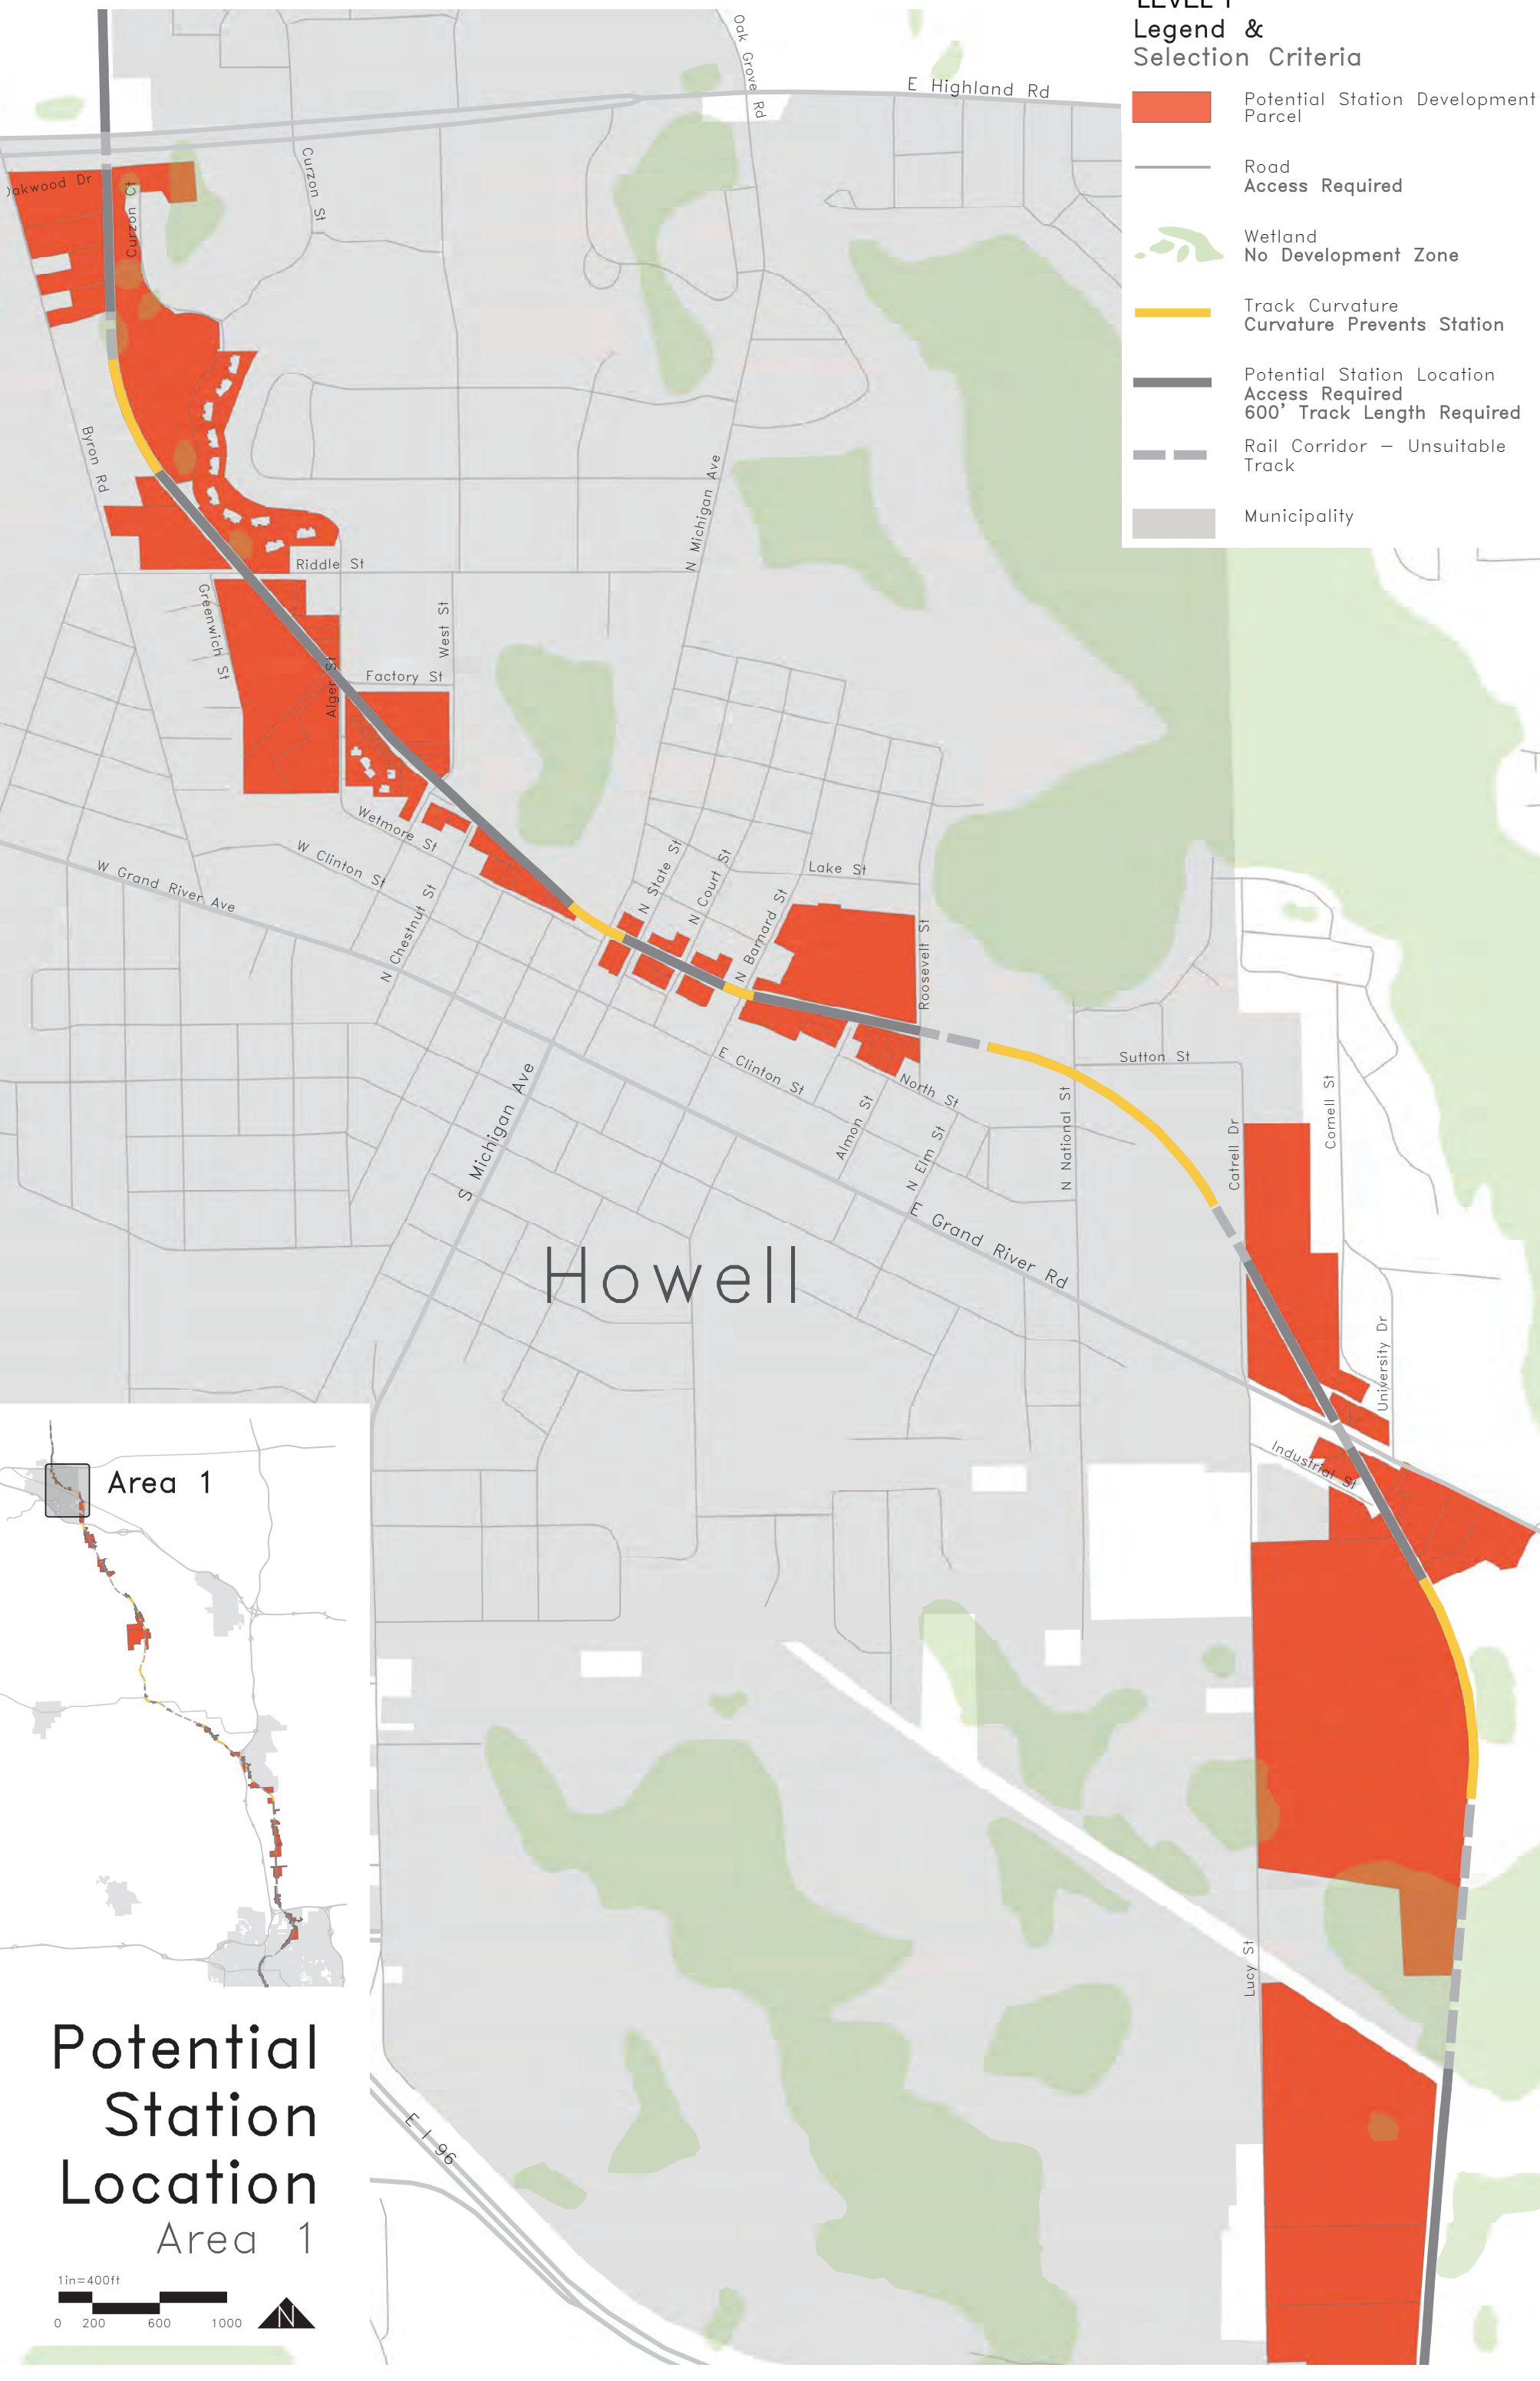 LEVEL 1
Legend &
Selection Criteria
Potential Station Development
Parcel
Road
Access Required
Wetland
No Development Zone
Track Curvature
Curvature Prevents Station
Potential Station Location
Access Required
600' Track Length Required
Rail Corridor – Unsuitable
Track
Municipality
Oak Grove Rd
E Highland Rd
Oakwood Dr
Curzon Ct
Curzon St
Byron Rd
N Michigan Ave
Riddle St
Greenwich St
West St
Alger St
Factory St
Wetmore St
W Clinton St
W Grand River Ave
N Chestnut St
N State St
N Court St
N Barnard St
Lake St
Roosevelt St
E Clinton St
North St
Almon St
N Elm St
S Michigan Ave
N National St
Sutton St
Catrell Dr
Cornell St
E Grand River Rd
Howell
University Dr
Industrial St
Lucy St
E I 96
Area 1
Potential
Station
Location
Area 1
1in=400ft
0 200 600 1000
N